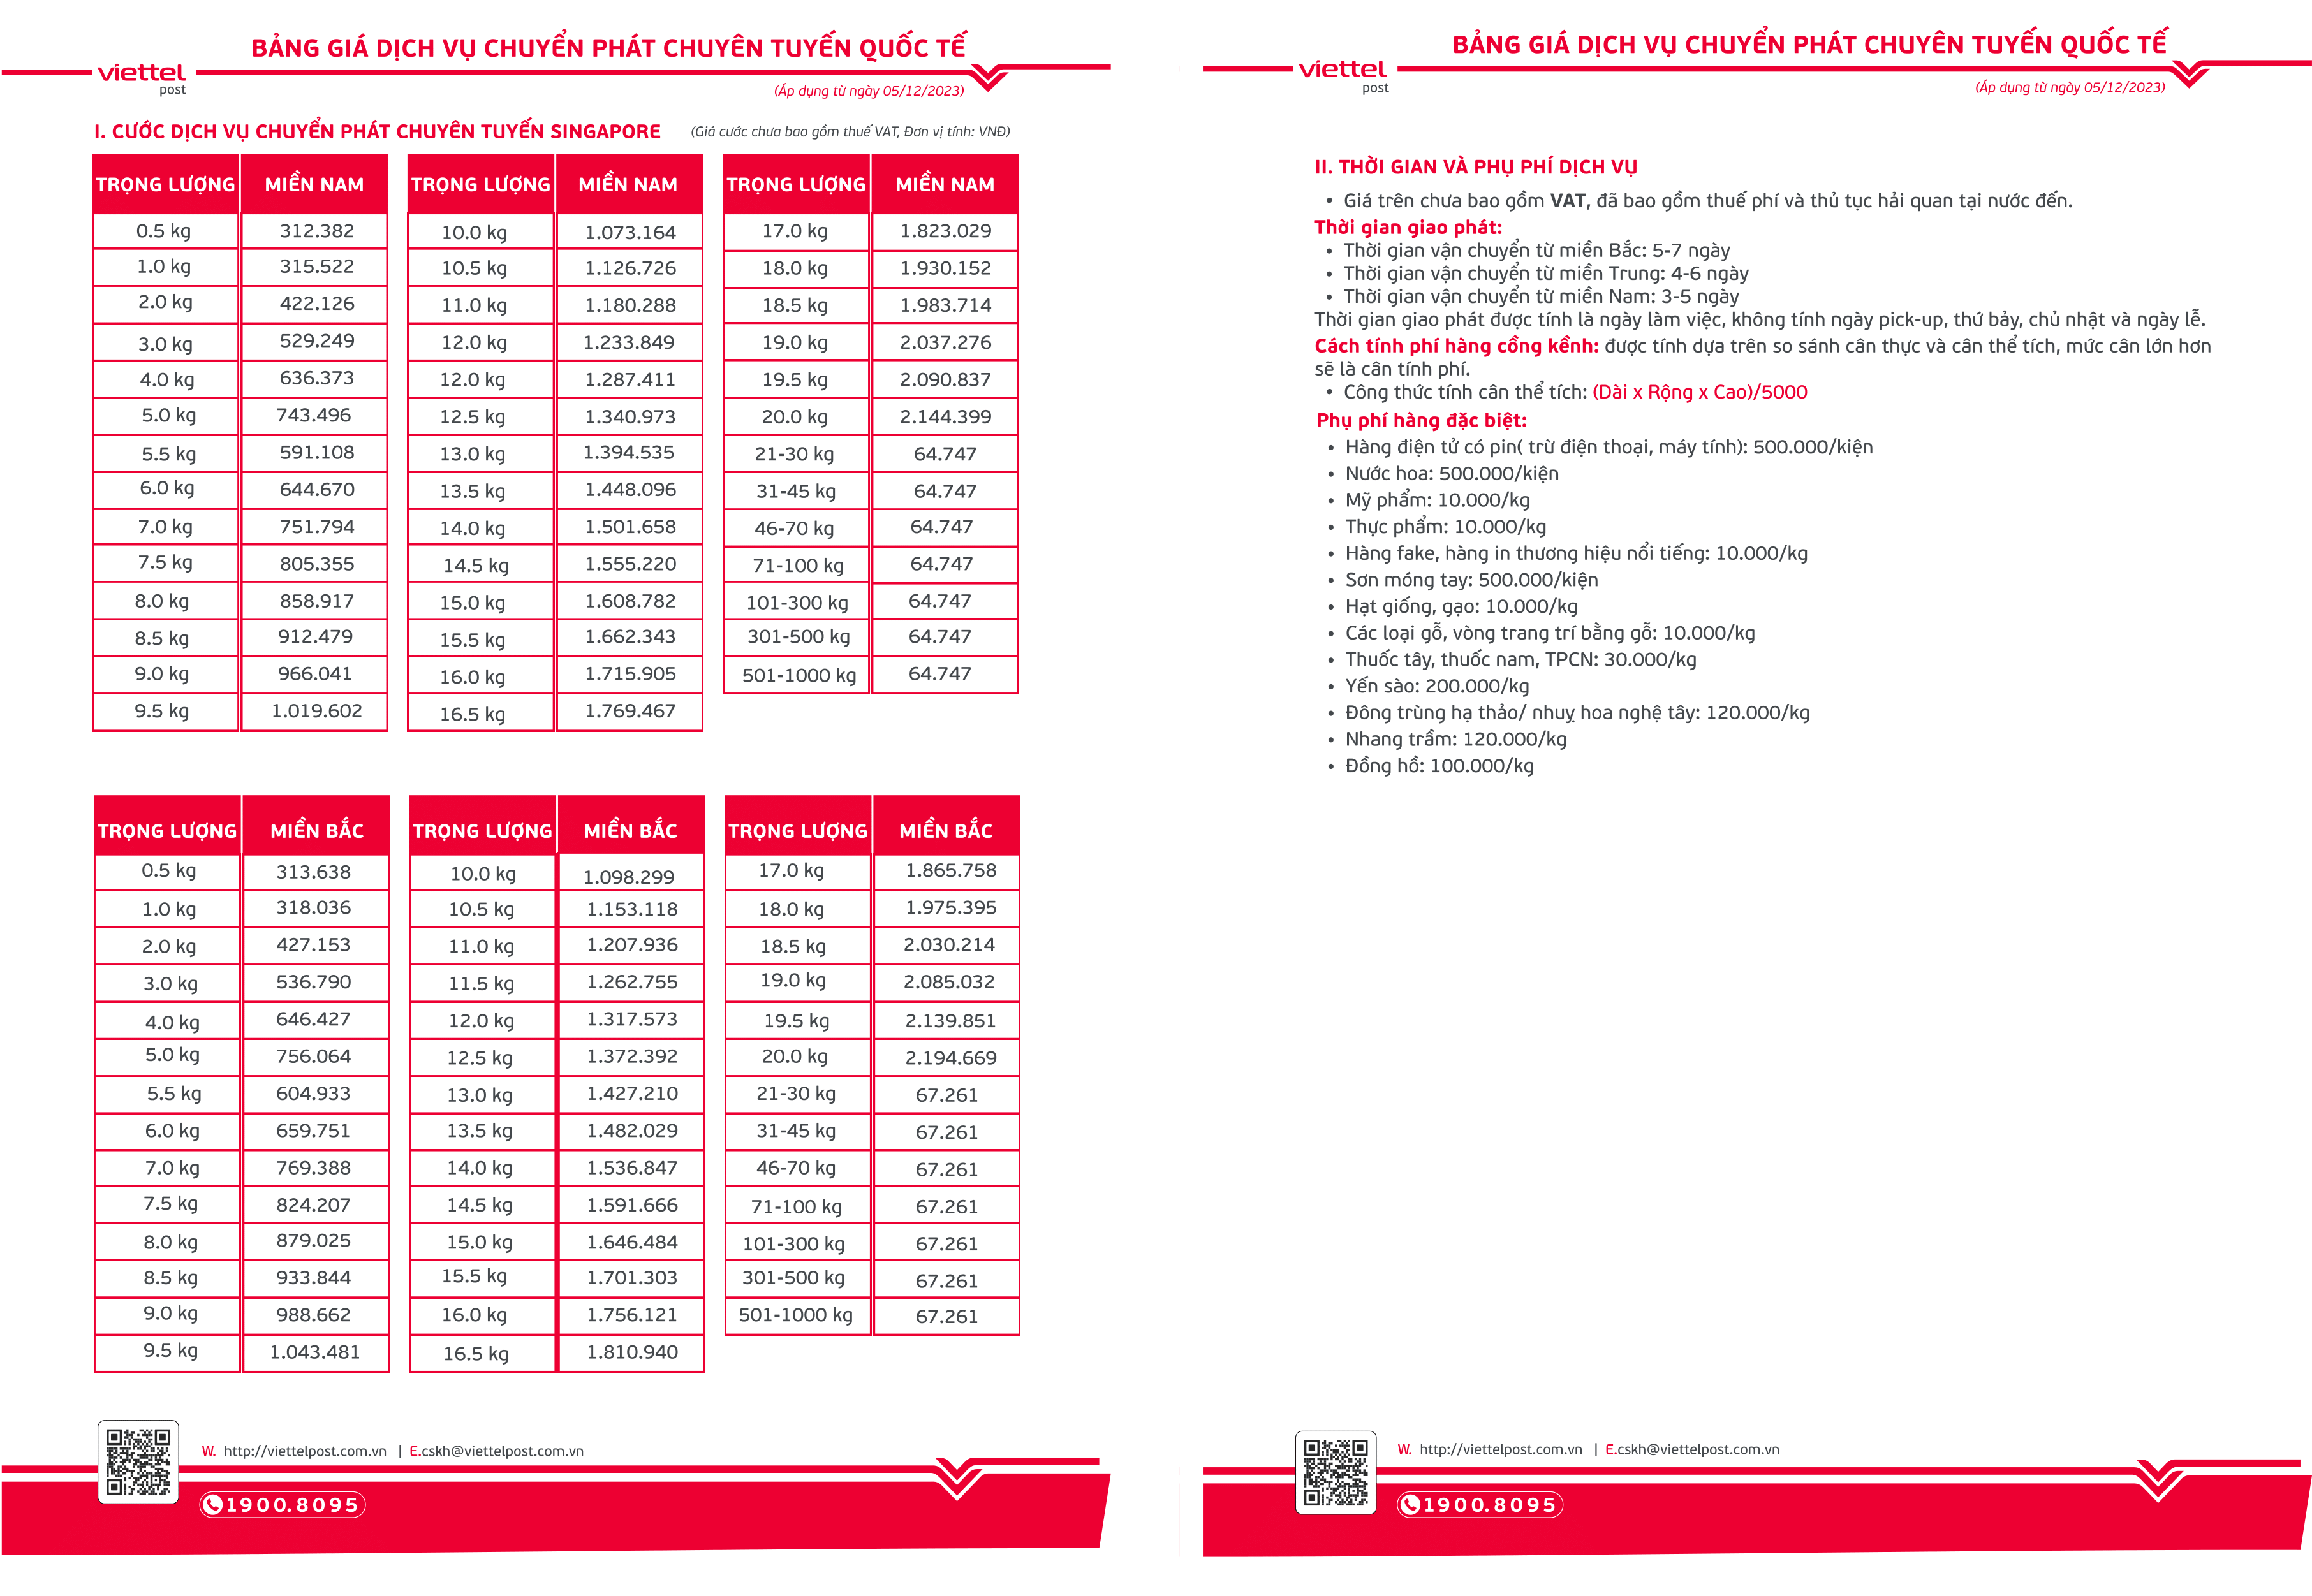 BẢNG GIÁ DỊCH VỤ CHUYỂN PHÁT CHUYÊN TUYẾN QUỐC TẾ
viettel
post
(Áp dụng từ ngày 05/12/2023)
I. CƯỚC DỊCH VỤ CHUYỂN PHÁT CHUYÊN TUYẾN SINGAPORE (Giá cước chưa bao gồm thuế VAT, Đơn vị tính: VNĐ)
TRỌNG LƯỢNG MIỀN NAM TRỌNG LƯỢNG MIỀN NAM TRỌNG LƯỢNG MIỀN NAM
0.5 kg 312.382 10.0 kg 1.073.164 17.0 kg 1.823.029
1.0 kg 315.522 10.5 kg 1.126.726 18.0 kg 1.930.152
2.0 kg 422.126 11.0 kg 1.180.288 18.5 kg 1.983.714
3.0 kg 529.249 12.0 kg 1.233.849 19.0 kg 2.037.276
4.0 kg 636.373 12.0 kg 1.287.411 19.5 kg 2.090.837
5.0 kg 743.496 12.5 kg 1.340.973 20.0 kg 2.144.399
5.5 kg 591.108 13.0 kg 1.394.535 21-30 kg 64.747
6.0 kg 644.670 13.5 kg 1.448.096 31-45 kg 64.747
7.0 kg 751.794 14.0 kg 1.501.658 46-70 kg 64.747
7.5 kg 805.355 14.5 kg 1.555.220 71-100 kg 64.747
8.0 kg 858.917 15.0 kg 1.608.782 101-300 kg 64.747
8.5 kg 912.479 15.5 kg 1.662.343 301-500 kg 64.747
9.0 kg 966.041 16.0 kg 1.715.905 501-1000 kg 64.747
9.5 kg 1.019.602 16.5 kg 1.769.467
TRỌNG LƯỢNG MIỀN BẮC TRỌNG LƯỢNG MIỀN BẮC TRỌNG LƯỢNG MIỀN BẮC
0.5 kg 313.638 10.0 kg 1.098.299 17.0 kg 1.865.758
1.0 kg 318.036 10.5 kg 1.153.118 18.0 kg 1.975.395
2.0 kg 427.153 11.0 kg 1.207.936 18.5 kg 2.030.214
3.0 kg 536.790 11.5 kg 1.262.755 19.0 kg 2.085.032
4.0 kg 646.427 12.0 kg 1.317.573 19.5 kg 2.139.851
5.0 kg 756.064 12.5 kg 1.372.392 20.0 kg 2.194.669
5.5 kg 604.933 13.0 kg 1.427.210 21-30 kg 67.261
6.0 kg 659.751 13.5 kg 1.482.029 31-45 kg 67.261
7.0 kg 769.388 14.0 kg 1.536.847 46-70 kg 67.261
7.5 kg 824.207 14.5 kg 1.591.666 71-100 kg 67.261
8.0 kg 879.025 15.0 kg 1.646.484 101-300 kg 67.261
8.5 kg 933.844 15.5 kg 1.701.303 301-500 kg 67.261
9.0 kg 988.662 16.0 kg 1.756.121 501-1000 kg 67.261
9.5 kg 1.043.481 16.5 kg 1.810.940
W. http://viettelpost.com.vn | E.cskh@viettelpost.com.vn
1900.8095
BẢNG GIÁ DỊCH VỤ CHUYỂN PHÁT CHUYÊN TUYẾN QUỐC TẾ
viettel
post
(Áp dụng từ ngày 05/12/2023)
II. THỜI GIAN VÀ PHỤ PHÍ DỊCH VỤ
• Giá trên chưa bao gồm VAT, đã bao gồm thuế phí và thủ tục hải quan tại nước đến.
Thời gian giao phát:
• Thời gian vận chuyển từ miền Bắc: 5-7 ngày
• Thời gian vận chuyển từ miền Trung: 4-6 ngày
• Thời gian vận chuyển từ miền Nam: 3-5 ngày
Thời gian giao phát được tính là ngày làm việc, không tính ngày pick-up, thứ bảy, chủ nhật và ngày lễ.
Cách tính phí hàng cồng kềnh: được tính dựa trên so sánh cân thực và cân thể tích, mức cân lớn hơn
sẽ là cân tính phí.
• Công thức tính cân thể tích: (Dài x Rộng x Cao)/5000
Phụ phí hàng đặc biệt:
• Hàng điện tử có pin( trừ điện thoại, máy tính): 500.000/kiện
• Nước hoa: 500.000/kiện
• Mỹ phẩm: 10.000/kg
• Thực phẩm: 10.000/kg
• Hàng fake, hàng in thương hiệu nổi tiếng: 10.000/kg
• Sơn móng tay: 500.000/kiện
• Hạt giống, gạo: 10.000/kg
• Các loại gỗ, vòng trang trí bằng gỗ: 10.000/kg
• Thuốc tây, thuốc nam, TPCN: 30.000/kg
• Yến sào: 200.000/kg
• Đông trùng hạ thảo/ nhuỵ hoa nghệ tây: 120.000/kg
• Nhang trầm: 120.000/kg
• Đồng hồ: 100.000/kg
W. http://viettelpost.com.vn | E.cskh@viettelpost.com.vn
1900.8095